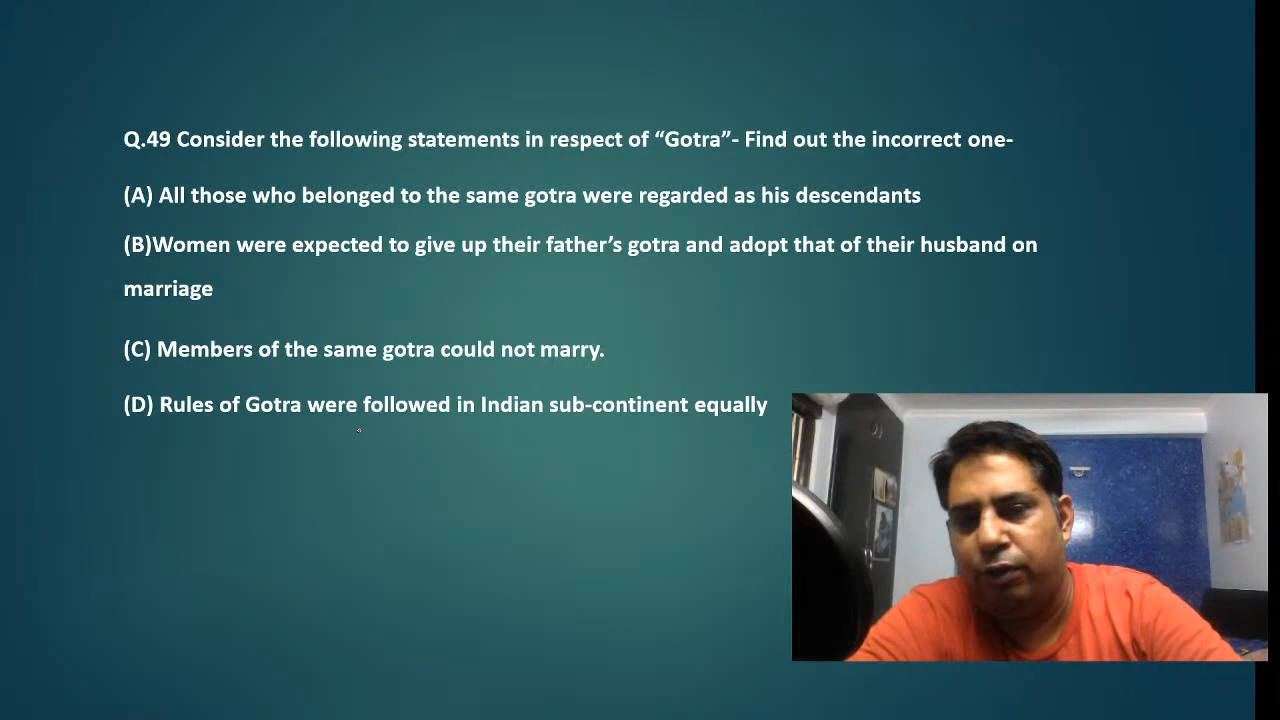 Q.49 Consider the following statements in respect of “Gotra”- Find out the incorrect one-
(A) All those who belonged to the same gotra were regarded as his descendants
(B)Women were expected to give up their father’s gotra and adopt that of their husband on
marriage
(C) Members of the same gotra could not marry.
(D) Rules of Gotra were followed in Indian sub-continent equally